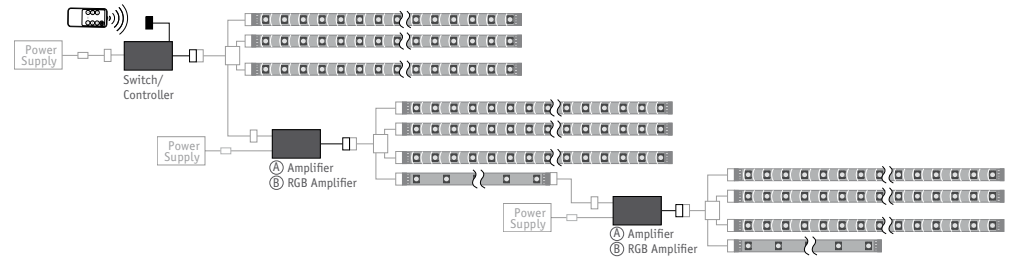 Power
Supply
Switch/
Controller
Power
Supply
A Amplifier
B RGB Amplifier
Power
Supply
A Amplifier
B RGB Amplifier